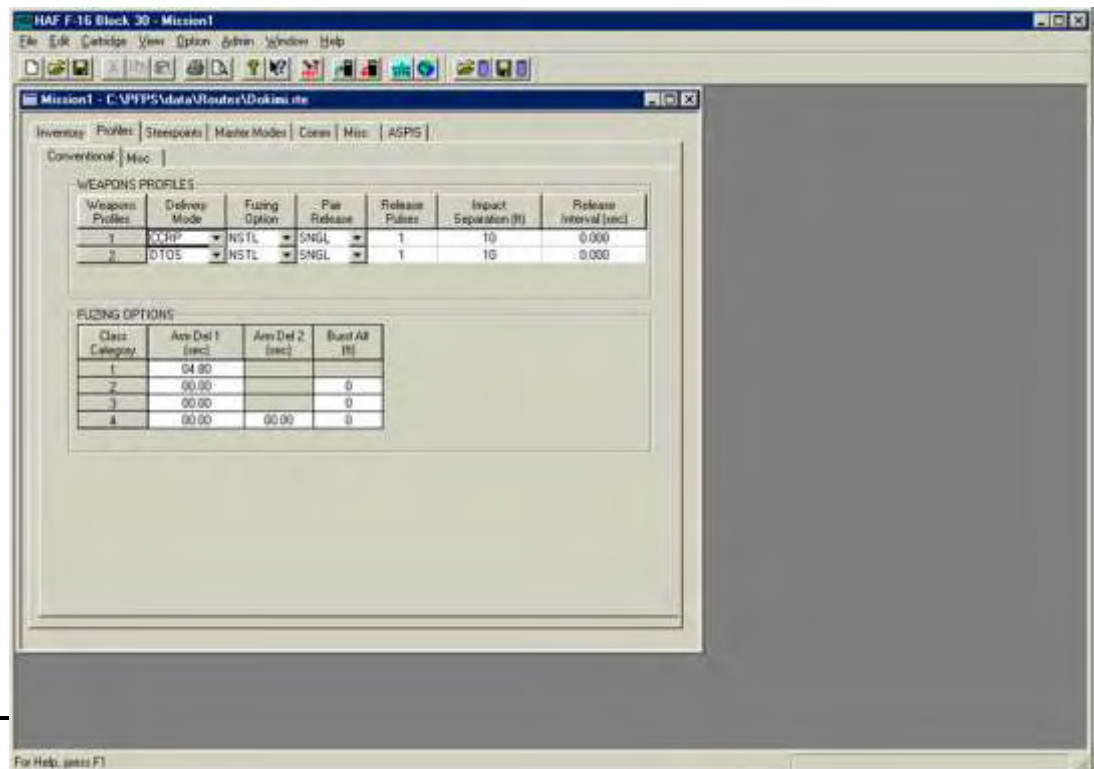 HAF F-16 Block 30 - Mission1
File Edit Cartridge View Option Admin Window Help
Mission1 - C:\PFPS\data\Routes\Dokimi.rte
Inventory Profiles Steerpoints Master Modes Comm Misc ASPIS
Conventional Misc
WEAPONS PROFILES
Weapons Profiles Delivery Mode Fuzing Option Pair Release Release Pulses Impact Separation (ft) Release Interval (sec)
1 CCRP NSTL SNGL 1 10 0.000
2 DTOS NSTL SNGL 1 10 0.000
FUZING OPTIONS
Class Category Arm Del 1 (sec) Arm Del 2 (sec) Burst Alt (ft)
1 04.80
2 00.00 0
3 00.00 0
4 00.00 00.00 0
For Help, press F1